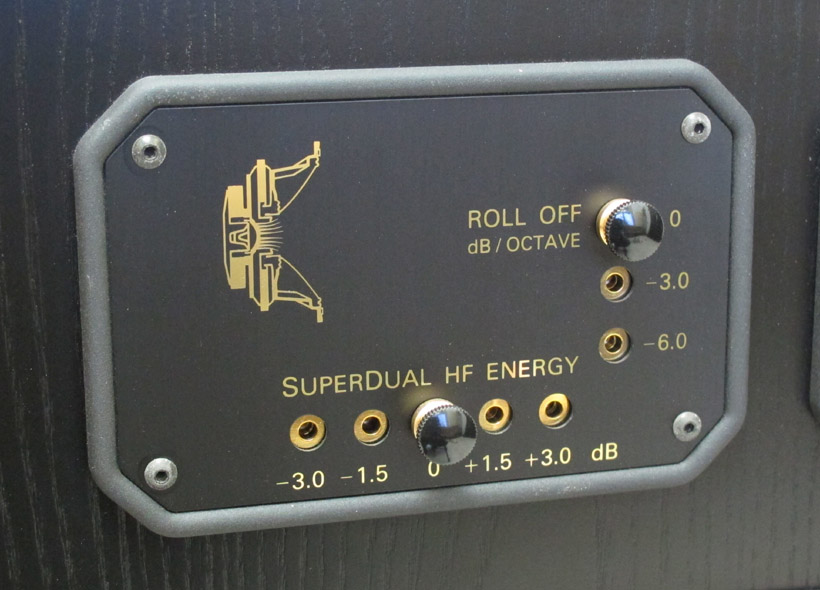 ROLL OFF 0
dB / OCTAVE
−3.0
−6.0
SUPERDUAL HF ENERGY
−3.0 −1.5 0 +1.5 +3.0 dB